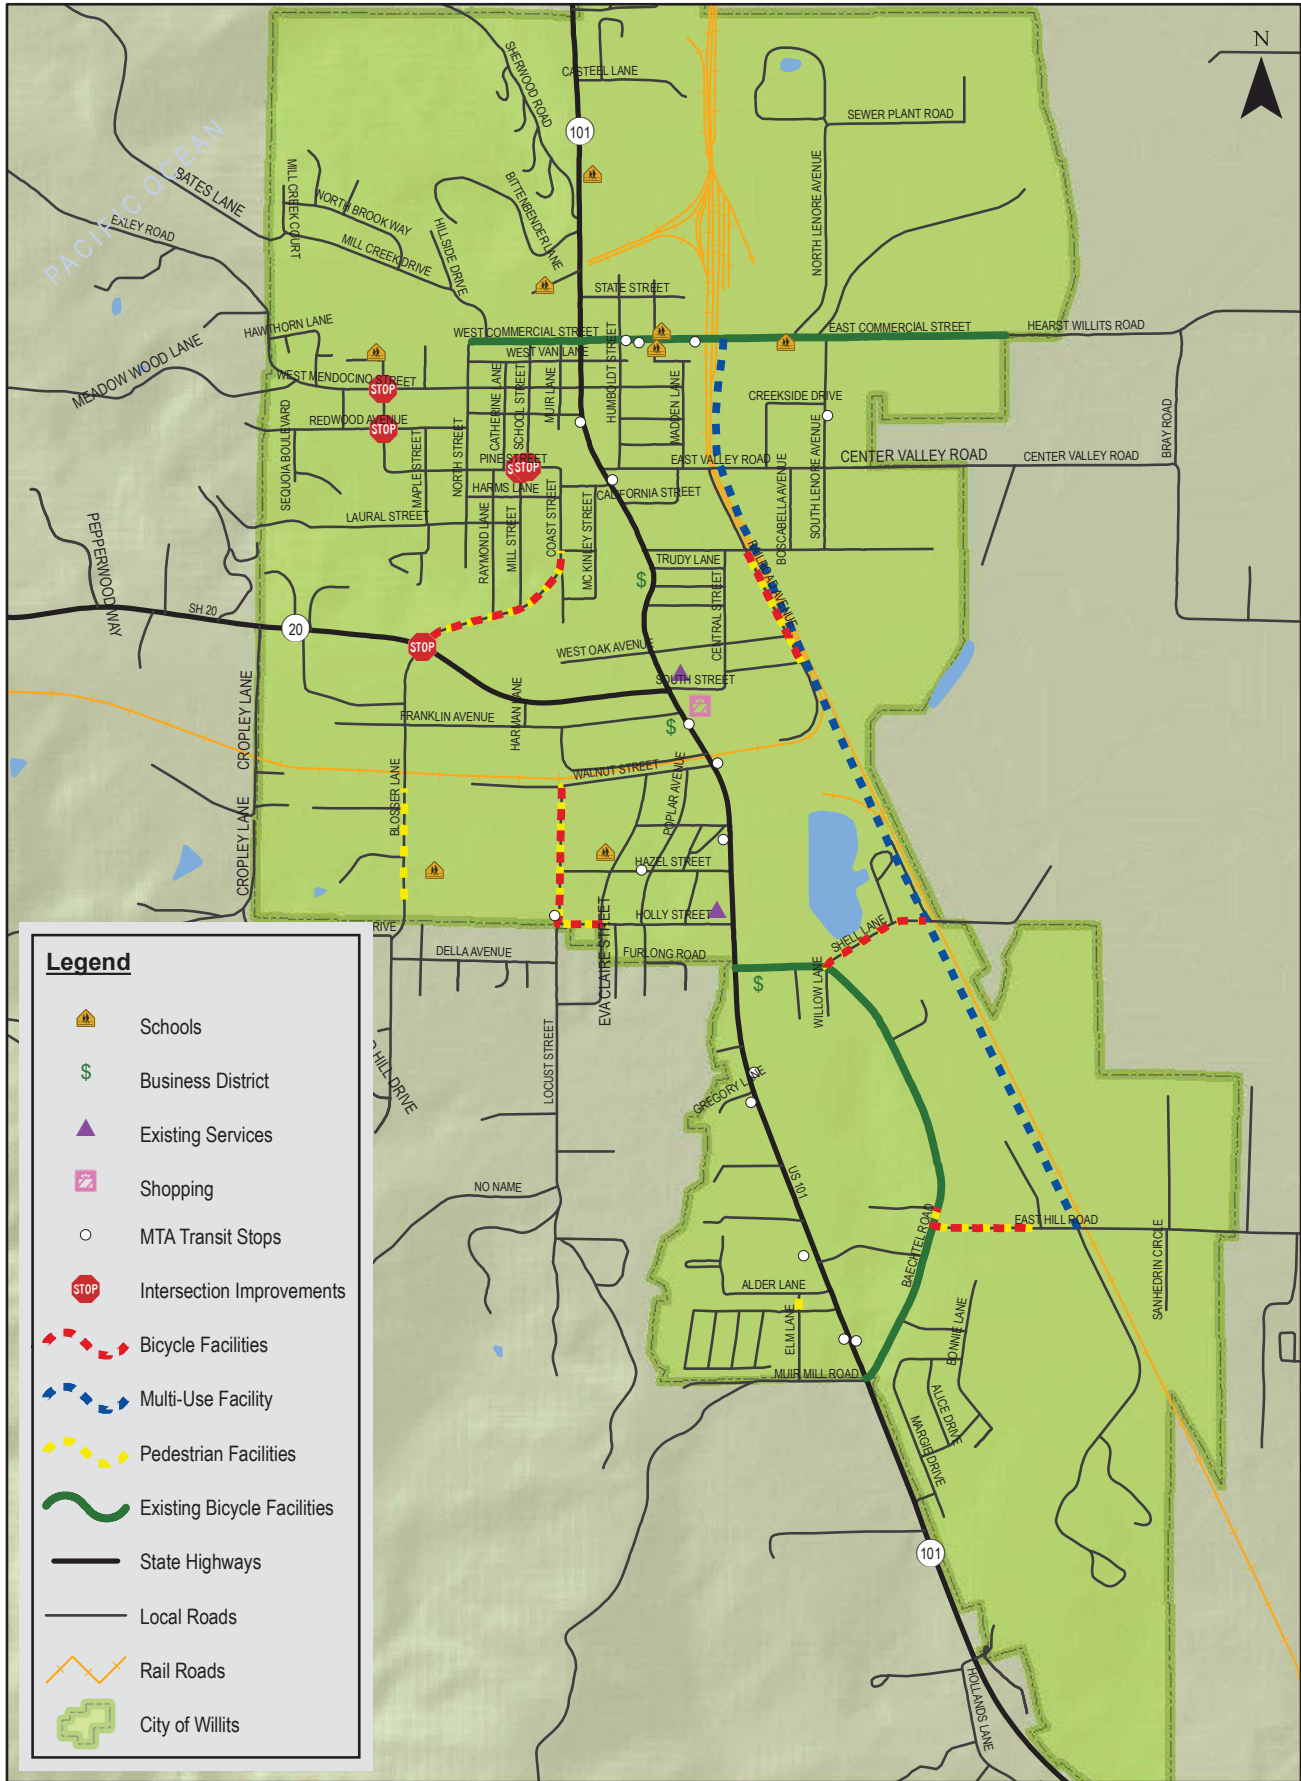 N
CASTEEL LANE
SHERWOOD ROAD
SEWER PLANT ROAD
101
PACIFIC OCEAN
BATES LANE
EXLEY ROAD
MILL CREEK COURT
NORTH BROOK WAY
MILL CREEK DRIVE
HILLSIDE DRIVE
BITTENBENDER LANE
NORTH LENORE AVENUE
STATE STREET
HAWTHORN LANE
WEST COMMERCIAL STREET
EAST COMMERCIAL STREET
HEARST WILLITS ROAD
MEADOW WOOD LANE
WEST VAN LANE
HUMBOLDT STREET
WEST MENDOCINO STREET
STOP
CATHERINE LANE
SCHOOL STREET
MUIR LANE
MADDEN LANE
CREEKSIDE DRIVE
SEQUOIA BOULEVARD
REDWOOD AVENUE
STOP
MAPLE STREET
NORTH STREET
SOUTH LENORE AVENUE
BRAY ROAD
PINE STREET
STOP
EAST VALLEY ROAD
CENTER VALLEY ROAD
CENTER VALLEY ROAD
HARMS LANE
CALIFORNIA STREET
BOSCABELLA AVENUE
LAURAL STREET
RAYMOND LANE
MILL STREET
COAST STREET
MC KINLEY STREET
PEPPERWOOD WAY
TRUDY LANE
RAILROAD AVENUE
CENTRAL STREET
$
SH 20
20
STOP
WEST OAK AVENUE
SOUTH STREET
CROPLEY LANE
FRANKLIN AVENUE
HARMAN LANE
$
WALNUT STREET
POPLAR AVENUE
BLOSSER LANE
CROPLEY LANE
HAZEL STREET
HOLLY STREET
EVA CLAIRE STREET
RIVE
DELLA AVENUE
FURLONG ROAD
SHELL LANE
WILLOW LANE
$
LOCUST STREET
HILL DRIVE
GREGORY LANE
NO NAME
US 101
EAST HILL ROAD
BAECHTEL ROAD
SANHEDRIN CIRCLE
ALDER LANE
ELM LANE
BONNIE LANE
MUIR MILL ROAD
ALICE DRIVE
MARGIE DRIVE
101
HOLLANDS LANE
Legend
Schools
$ Business District
Existing Services
Shopping
MTA Transit Stops
STOP Intersection Improvements
Bicycle Facilities
Multi-Use Facility
Pedestrian Facilities
Existing Bicycle Facilities
State Highways
Local Roads
Rail Roads
City of Willits